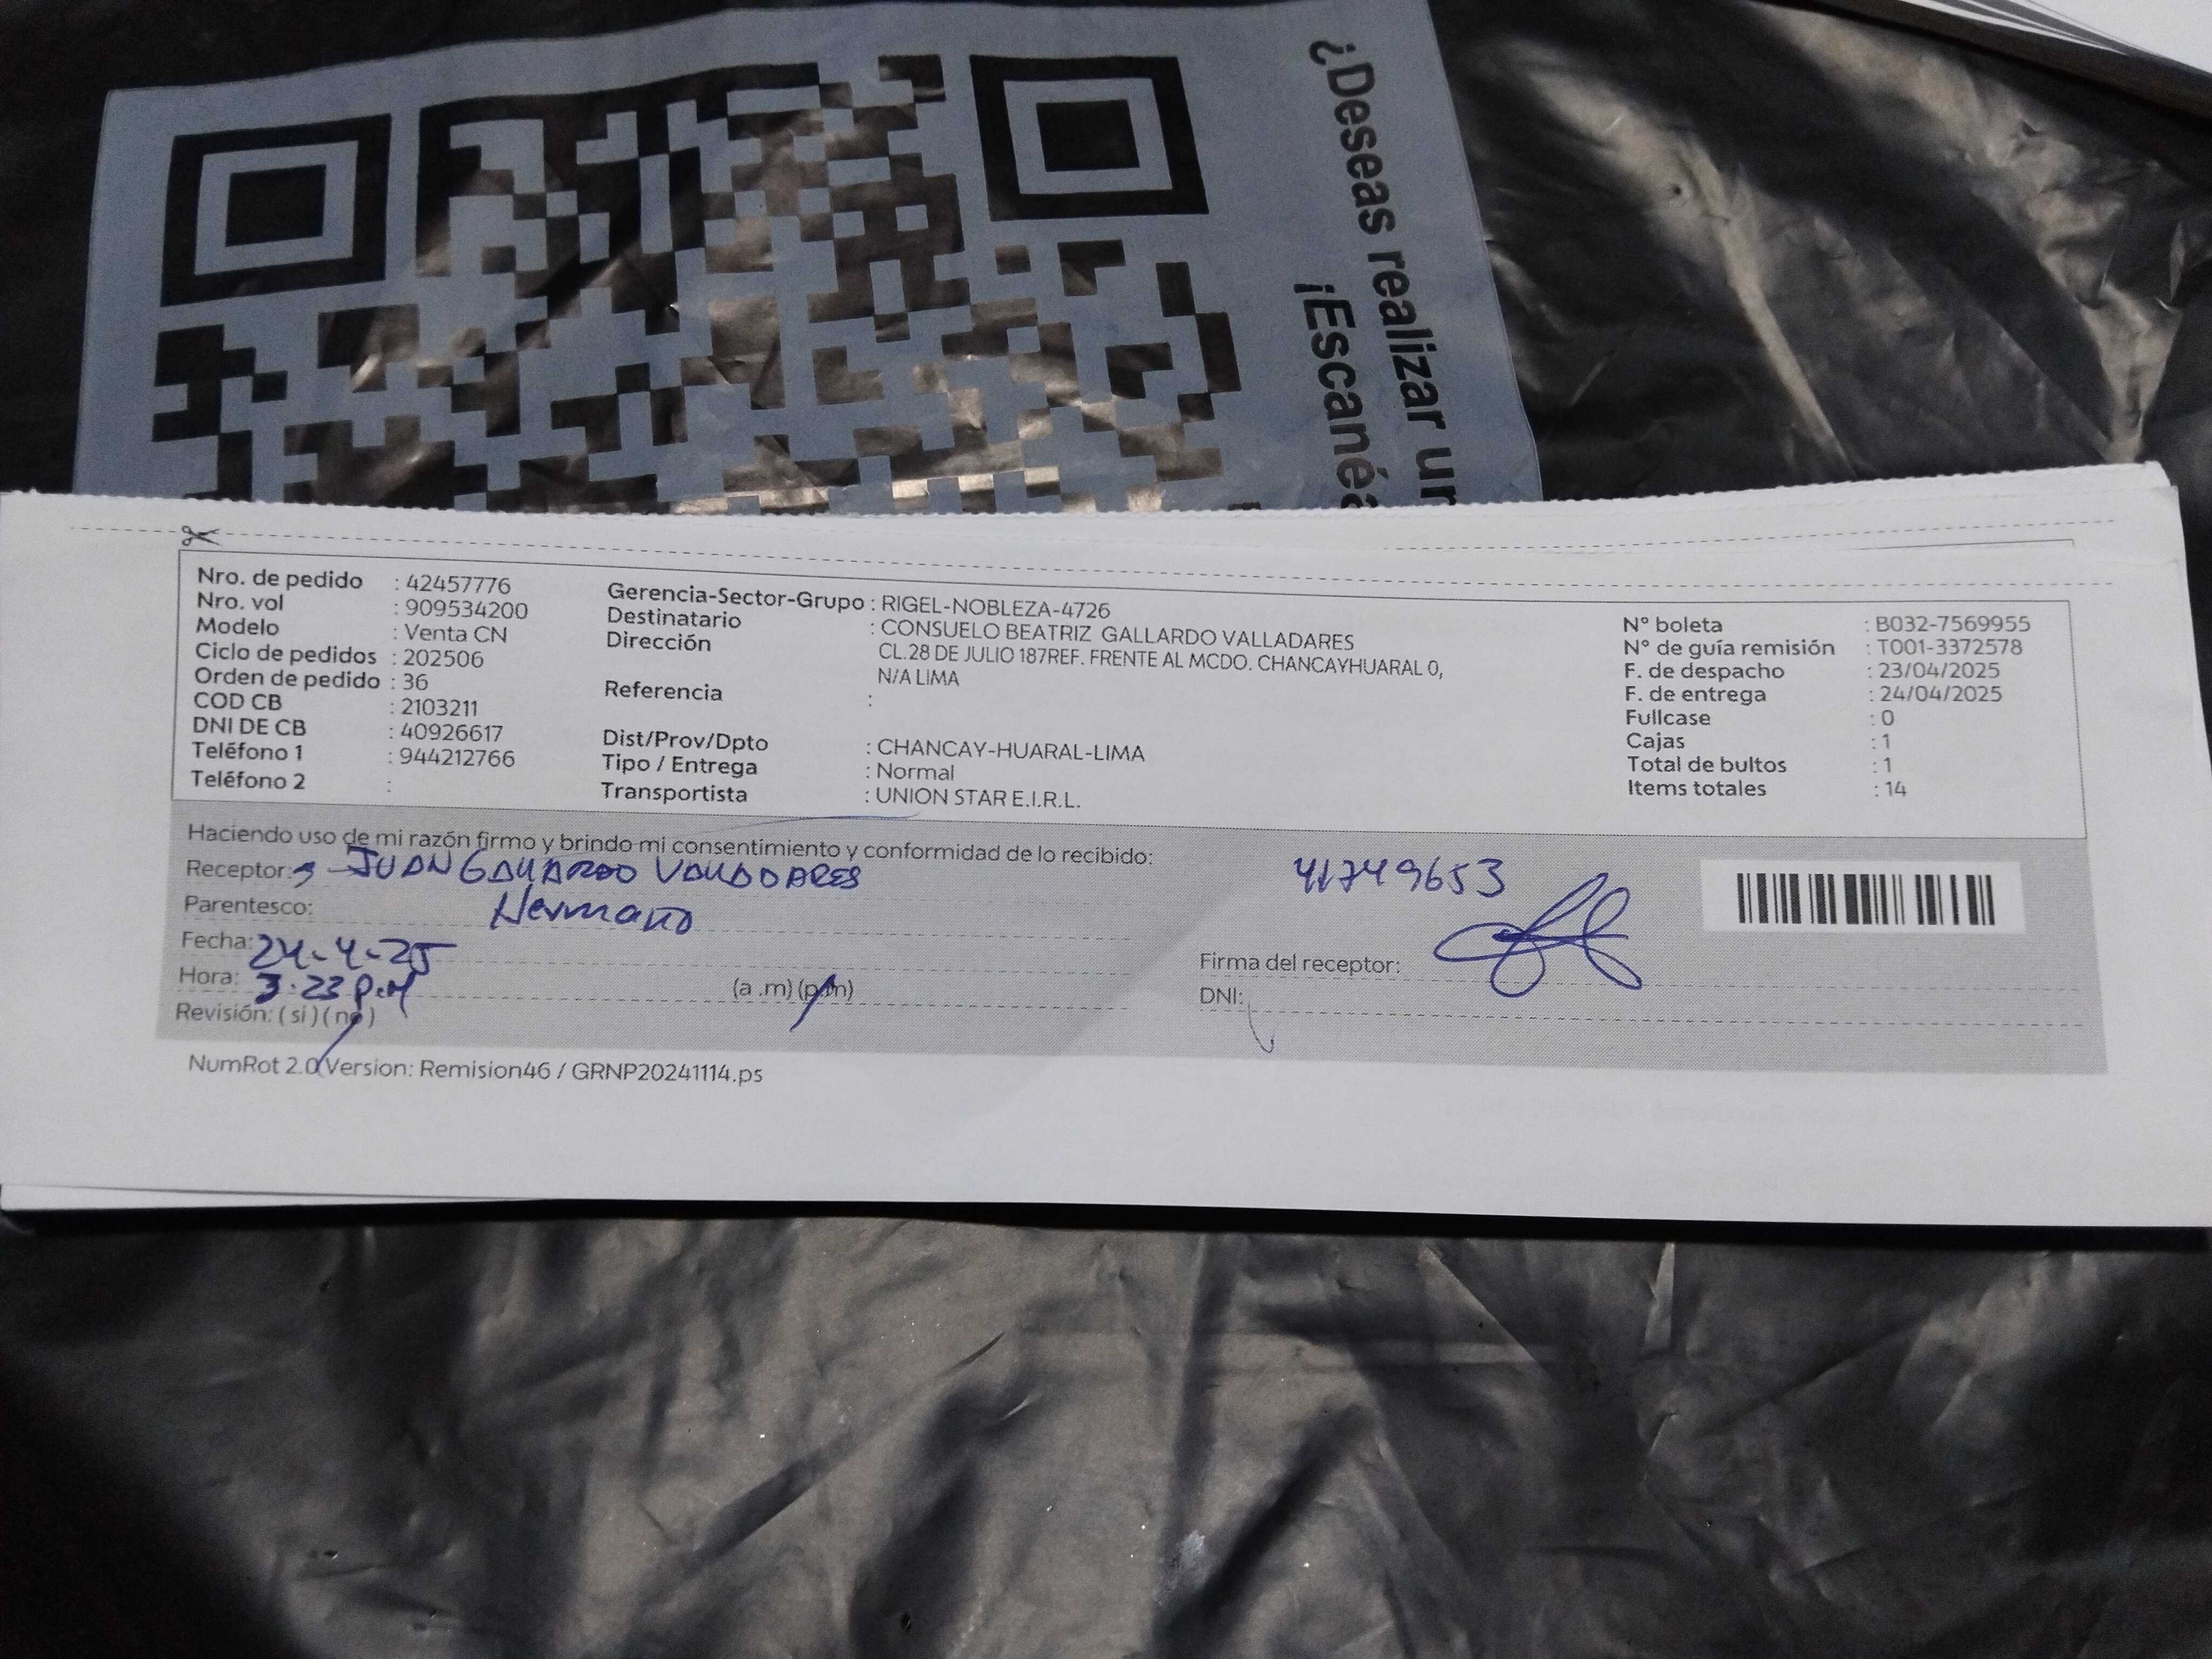 ¿Deseas realizar un
¡Escanéa
Nro. de pedido : 42457776
Nro. vol : 909534200
Modelo : Venta CN
Ciclo de pedidos : 202506
Orden de pedido : 36
COD CB : 2103211
DNI DE CB : 40926617
Teléfono 1 : 944212766
Teléfono 2 :
Gerencia-Sector-Grupo : RIGEL-NOBLEZA-4726
Destinatario : CONSUELO BEATRIZ GALLARDO VALLADARES
Dirección CL.28 DE JULIO 187REF. FRENTE AL MCDO. CHANCAYHUARAL 0,
N/A LIMA
Referencia :
Dist/Prov/Dpto : CHANCAY-HUARAL-LIMA
Tipo / Entrega : Normal
Transportista : UNION STAR E.I.R.L.
N° boleta : B032-7569955
N° de guía remisión : T001-3372578
F. de despacho : 23/04/2025
F. de entrega : 24/04/2025
Fullcase : 0
Cajas : 1
Total de bultos : 1
Items totales : 14
Haciendo uso de mi razón firmo y brindo mi consentimiento y conformidad de lo recibido:
Receptor: JUAN GALLARDO VALLADARES
Parentesco: Hermano
Fecha: 24-4-25
Hora: 3:23 P.M (a .m) (p.m)
Revisión: ( si ) ( no )
41749653
Firma del receptor:
DNI:
NumRot 2.0 Version: Remision46 / GRNP20241114.ps